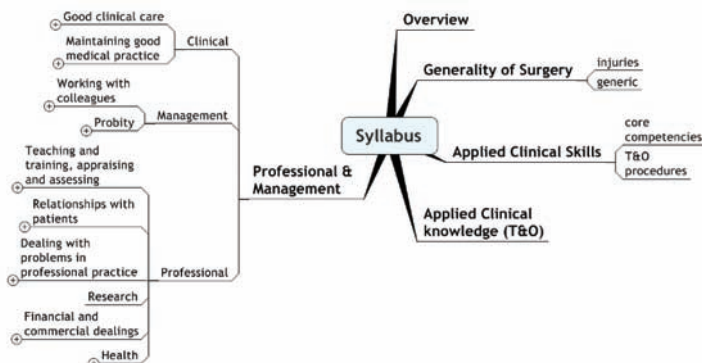 Good clinical care
Maintaining good
medical practice
Clinical
Working with
colleagues
Probity
Management
Teaching and
training, appraising
and assessing
Relationships with
patients
Dealing with
problems in
professional practice
Research
Financial and
commercial dealings
Health
Professional
Professional &
Management
Syllabus
Overview
Generality of Surgery
injuries
generic
Applied Clinical Skills
core
competencies
T&O
procedures
Applied Clinical
knowledge (T&O)